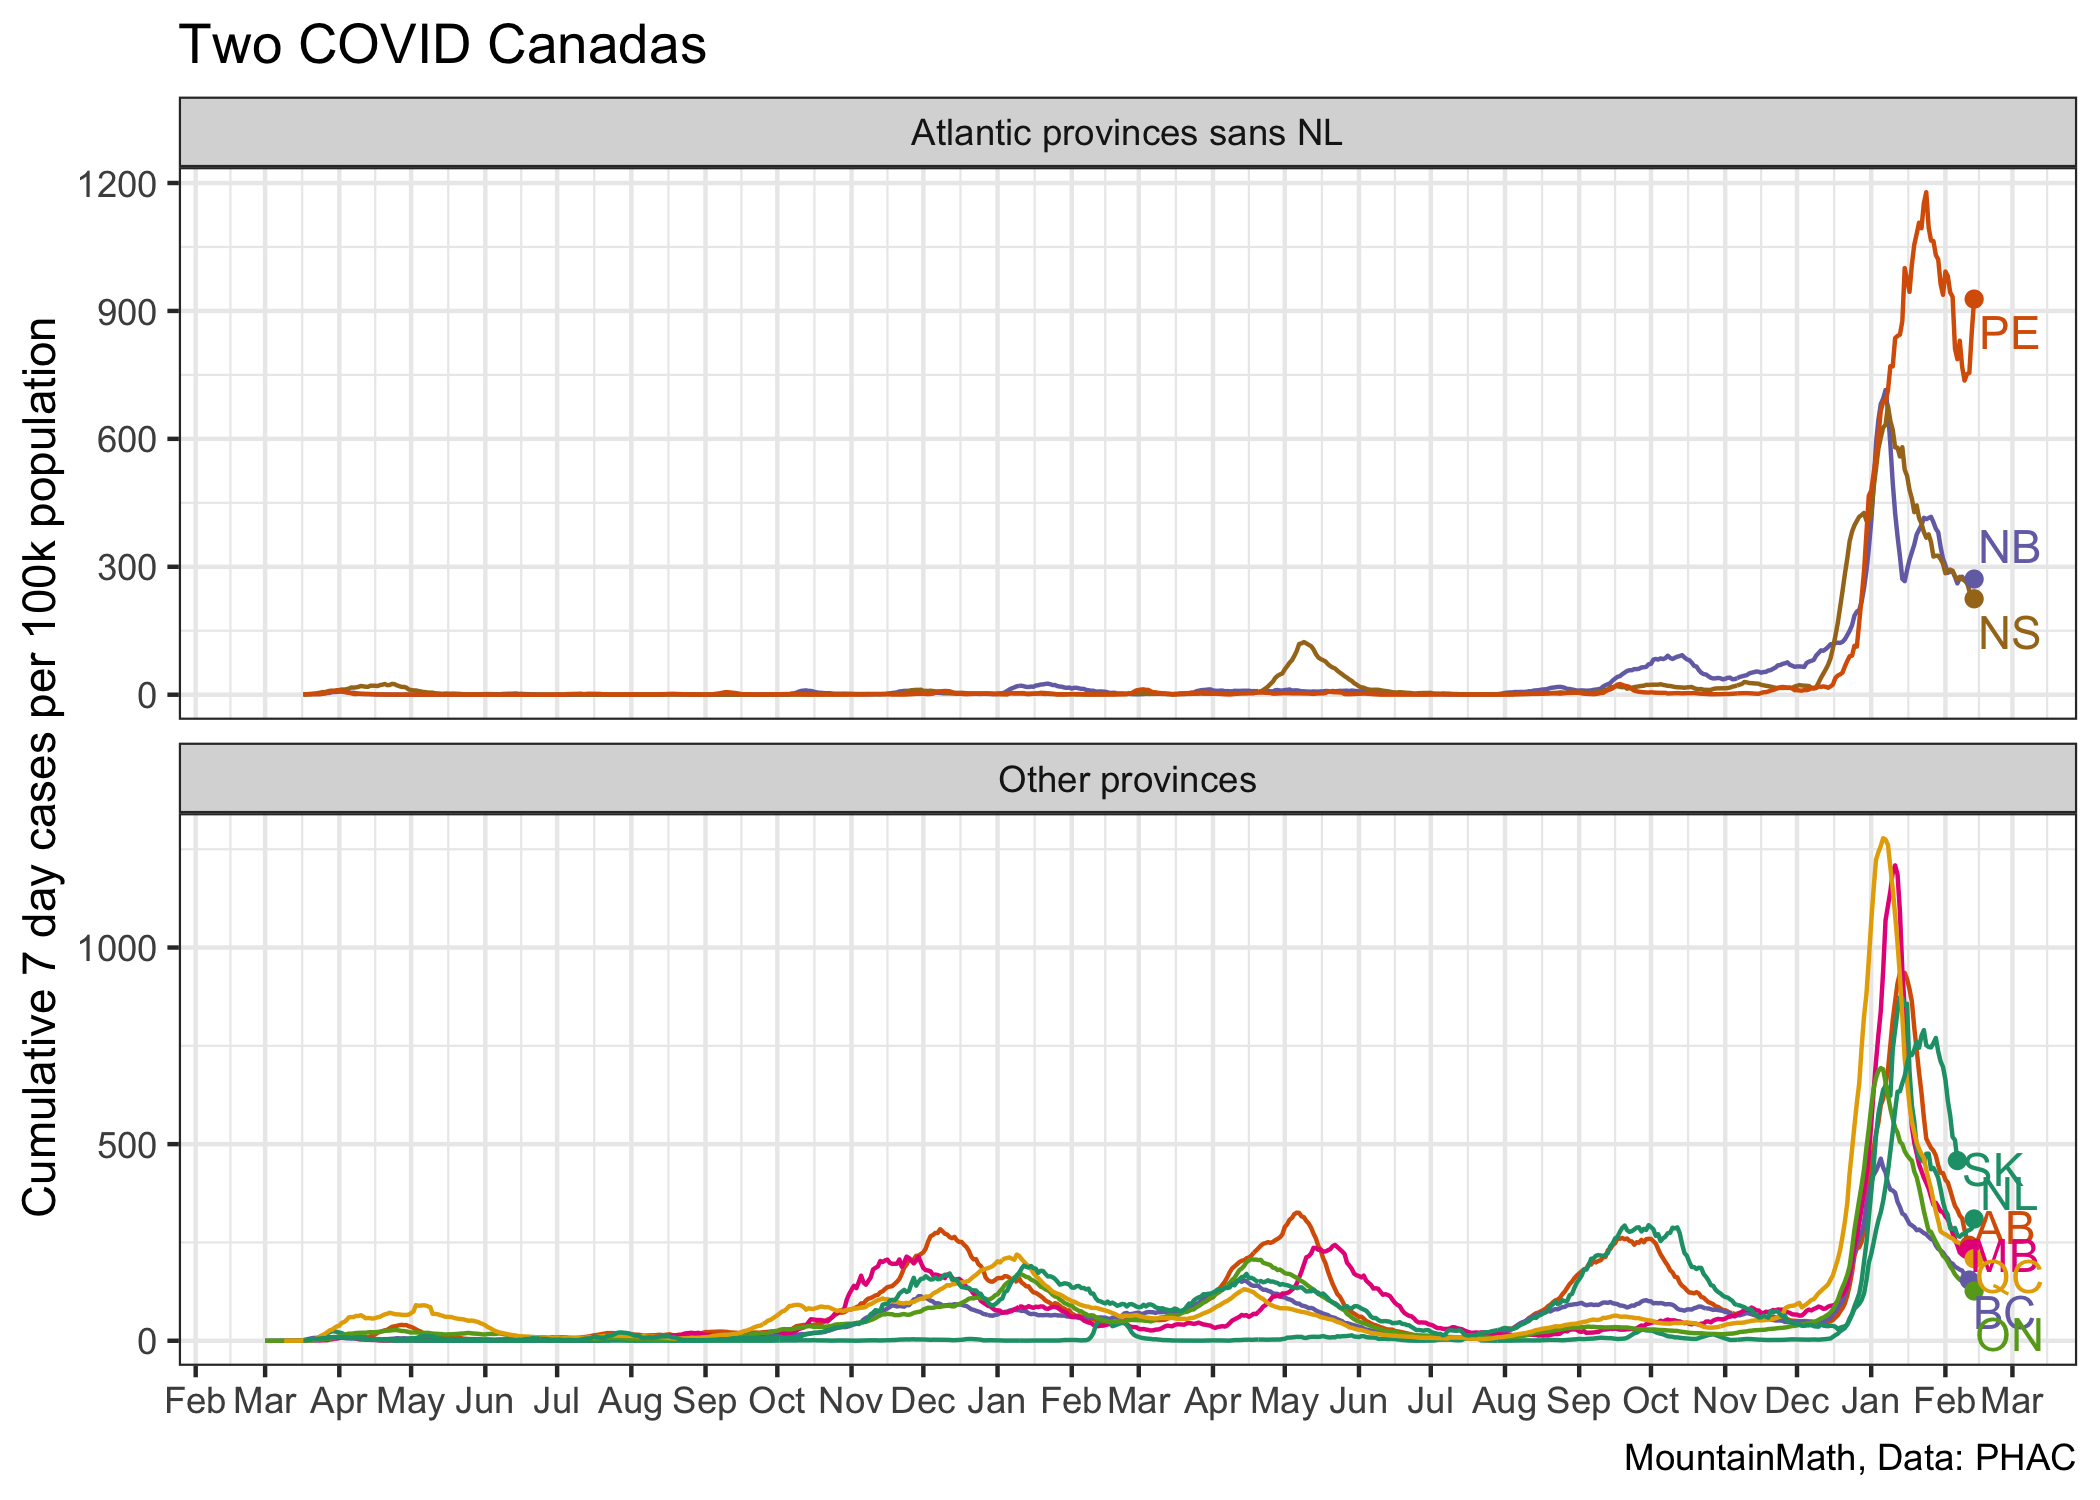 Two COVID Canadas
Atlantic provinces sans NL
1200
900
600
300
0
PE
NB
NS
Cumulative 7 day cases per 100k population
Other provinces
1000
500
0
SK
NL
AB
MB
QC
BC
ON
Feb Mar Apr May Jun Jul Aug Sep Oct Nov Dec Jan Feb Mar Apr May Jun Jul Aug Sep Oct Nov Dec Jan Feb Mar
MountainMath, Data: PHAC